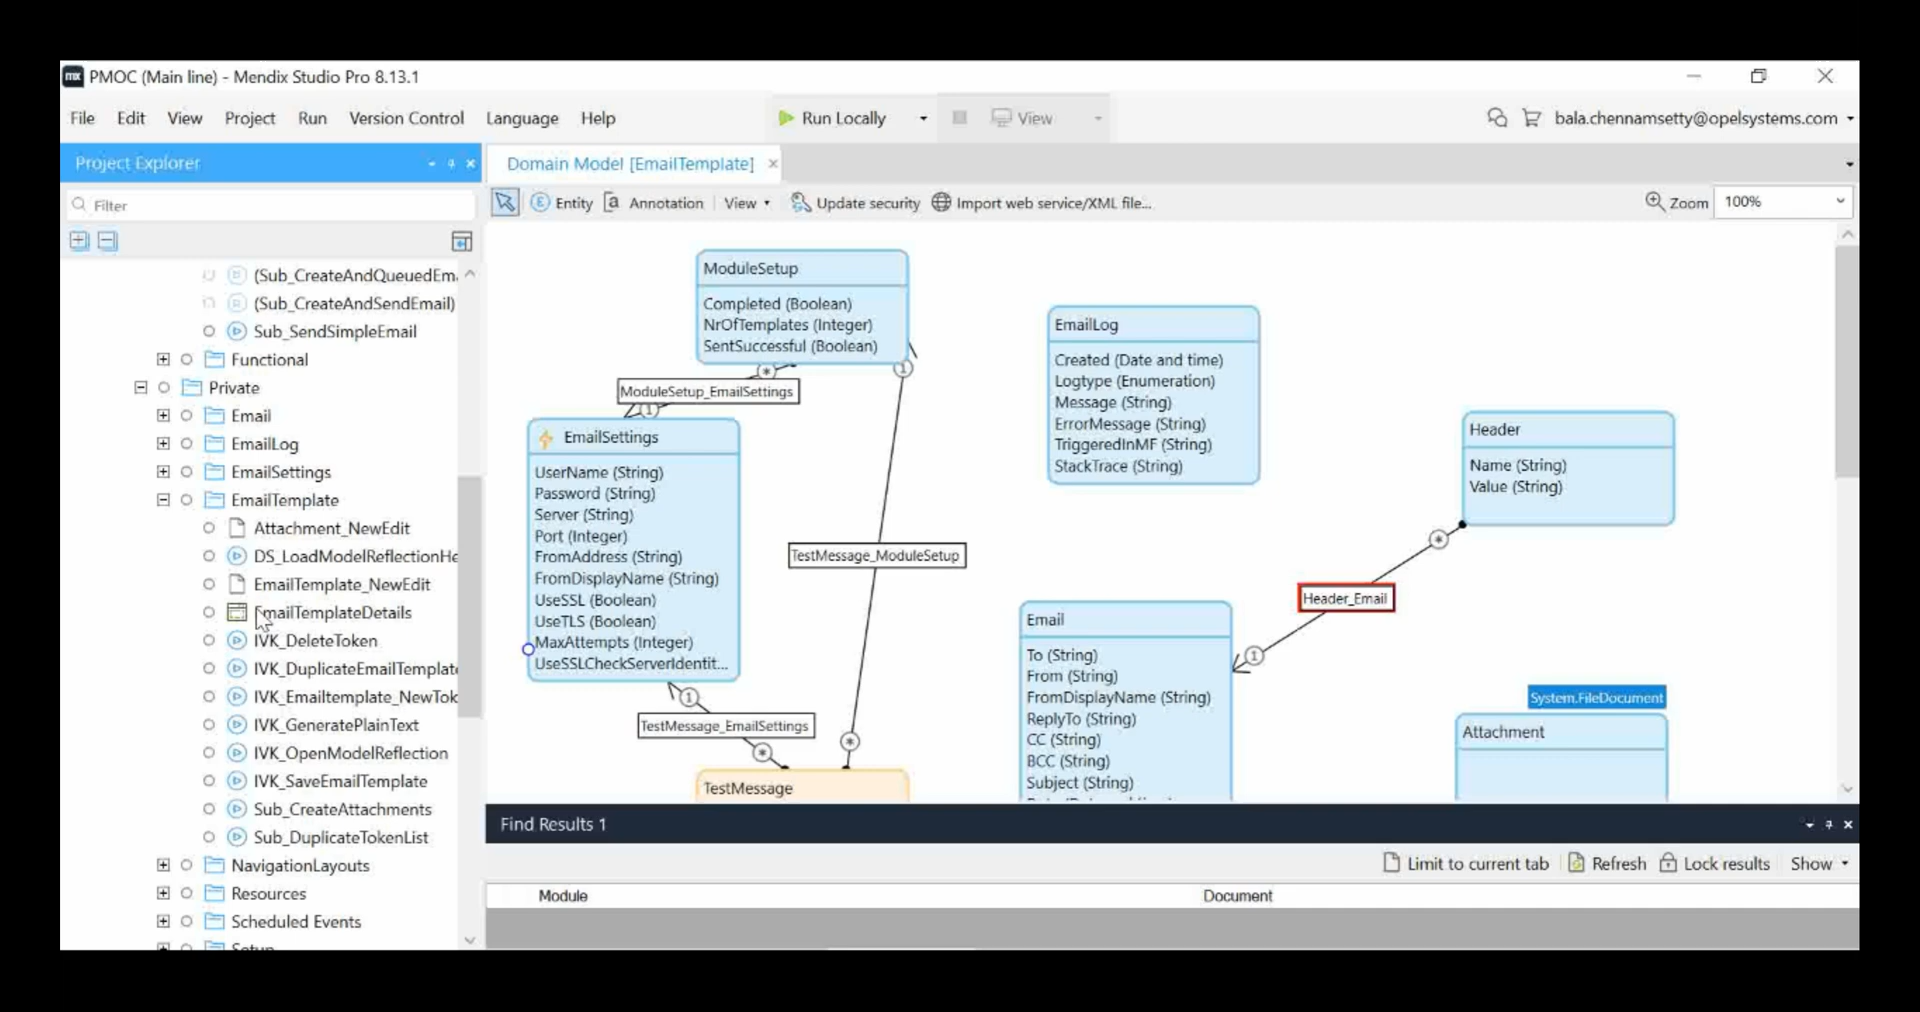 PMOC (Main line) - Mendix Studio Pro 8.13.1
File Edit View Project Run Version Control Language Help
Run Locally
View
bala.chennamsetty@opelsystems.com
Project Explorer
Filter
(Sub_CreateAndQueuedEm
(Sub_CreateAndSendEmail)
Sub_SendSimpleEmail
Functional
Private
Email
EmailLog
EmailSettings
EmailTemplate
Attachment_NewEdit
DS_LoadModelReflectionHe
EmailTemplate_NewEdit
EmailTemplateDetails
IVK_DeleteToken
IVK_DuplicateEmailTemplat
IVK_Emailtemplate_NewTok
IVK_GeneratePlainText
IVK_OpenModelReflection
IVK_SaveEmailTemplate
Sub_CreateAttachments
Sub_DuplicateTokenList
NavigationLayouts
Resources
Scheduled Events
Setup
Domain Model [EmailTemplate]
Entity Annotation View Update security Import web service/XML file...
Zoom 100%
ModuleSetup
Completed (Boolean)
NrOfTemplates (Integer)
SentSuccessful (Boolean)
ModuleSetup_EmailSettings
EmailSettings
UserName (String)
Password (String)
Server (String)
Port (Integer)
FromAddress (String)
FromDisplayName (String)
UseSSL (Boolean)
UseTLS (Boolean)
MaxAttempts (Integer)
UseSSLCheckServerIdentit...
TestMessage_ModuleSetup
TestMessage_EmailSettings
TestMessage
EmailLog
Created (Date and time)
Logtype (Enumeration)
Message (String)
ErrorMessage (String)
TriggeredInMF (String)
StackTrace (String)
Header
Name (String)
Value (String)
Header_Email
Email
To (String)
From (String)
FromDisplayName (String)
ReplyTo (String)
CC (String)
BCC (String)
Subject (String)
System.FileDocument
Attachment
Find Results 1
Limit to current tab Refresh Lock results Show
Module Document